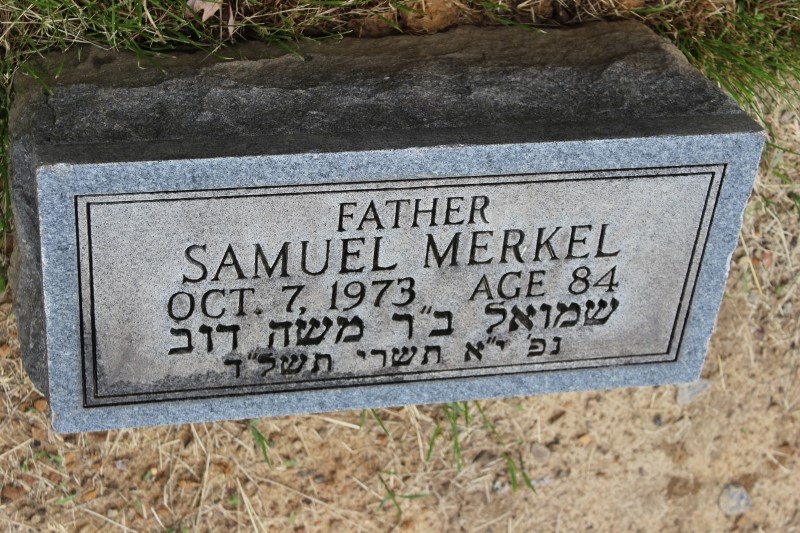 FATHER
SAMUEL MERKEL
OCT. 7, 1973 AGE 84
שמואל ב״ר משה דוב
נפ׳ י״א תשרי תשל״ד